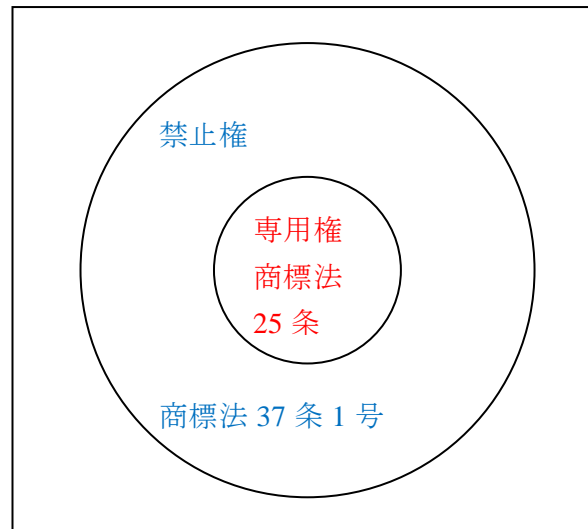 禁止権
専用権
商標法
25 条
商標法 37 条 1 号